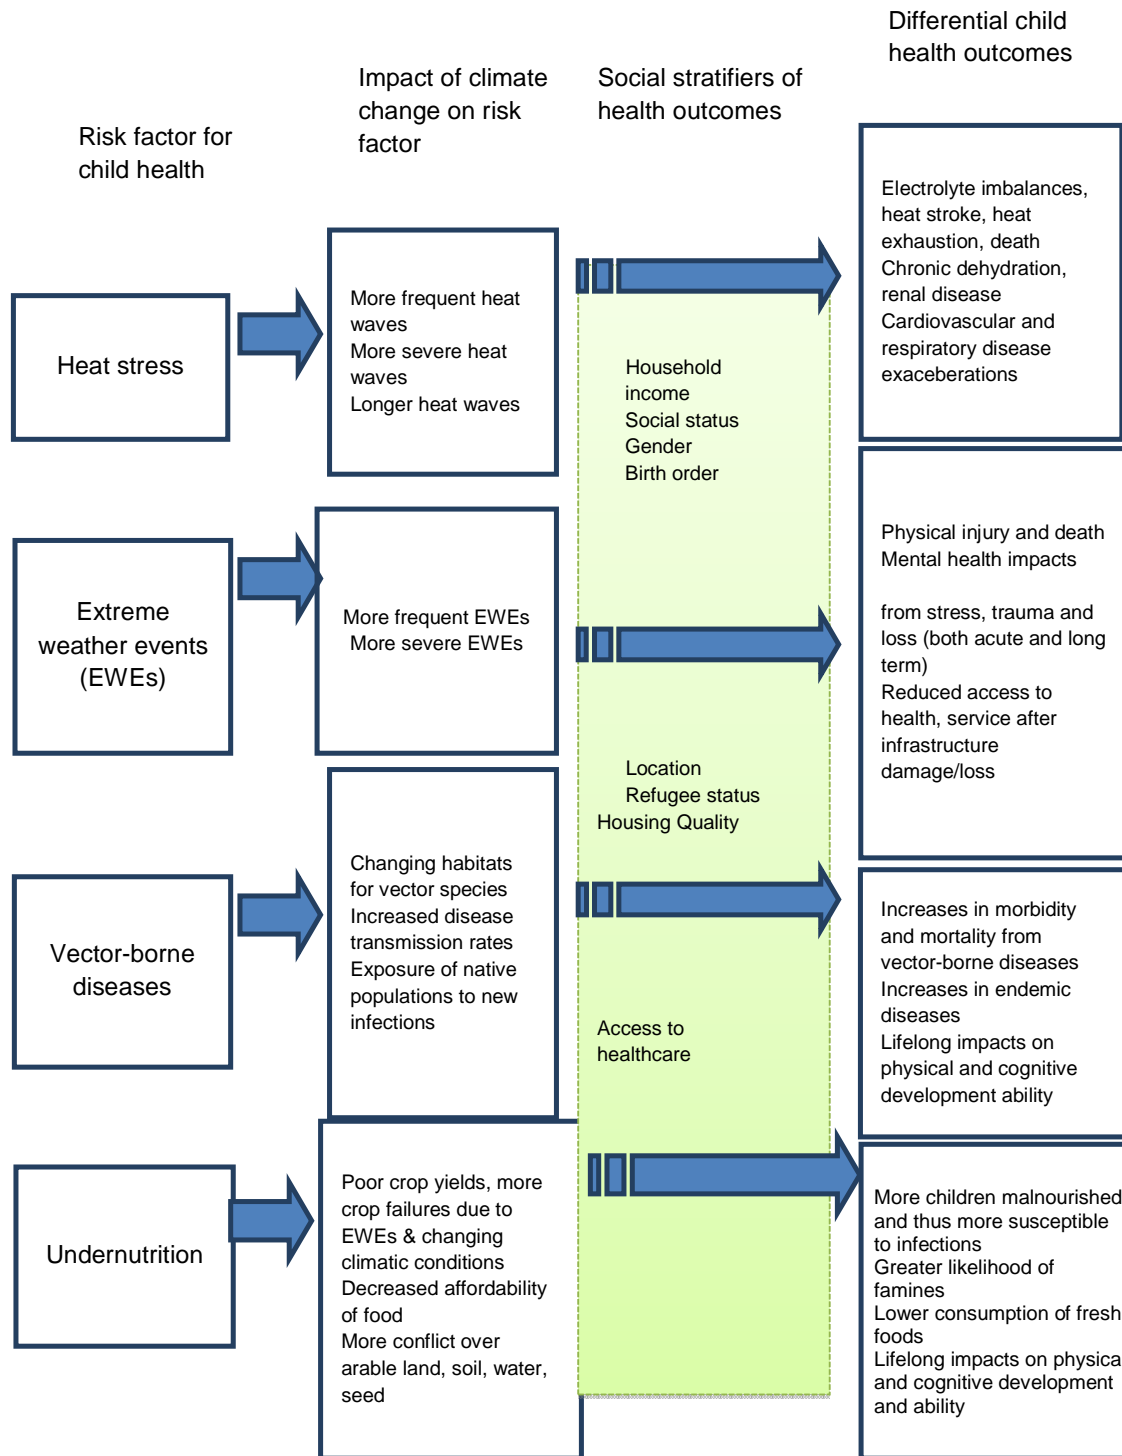 Risk factor for
child health
Impact of climate
change on risk
factor
Social stratifiers of
health outcomes
Differential child
health outcomes
Heat stress
More frequent heat
waves
More severe heat
waves
Longer heat waves
Household
income
Social status
Gender
Birth order
Electrolyte imbalances,
heat stroke, heat
exhaustion, death
Chronic dehydration,
renal disease
Cardiovascular and
respiratory disease
exaceberations
Extreme
weather events
(EWEs)
More frequent EWEs
More severe EWEs
Location
Refugee status
Housing Quality
Physical injury and death
Mental health impacts
from stress, trauma and
loss (both acute and long
term)
Reduced access to
health, service after
infrastructure
damage/loss
Vector-borne
diseases
Changing habitats
for vector species
Increased disease
transmission rates
Exposure of native
populations to new
infections
Access to
healthcare
Increases in morbidity
and mortality from
vector-borne diseases
Increases in endemic
diseases
Lifelong impacts on
physical and cognitive
development ability
Undernutrition
Poor crop yields, more
crop failures due to
EWEs & changing
climatic conditions
Decreased affordability
of food
More conflict over
arable land, soil, water,
seed
More children malnourished
and thus more susceptible
to infections
Greater likelihood of
famines
Lower consumption of fresh
foods
Lifelong impacts on physica
and cognitive development
and ability